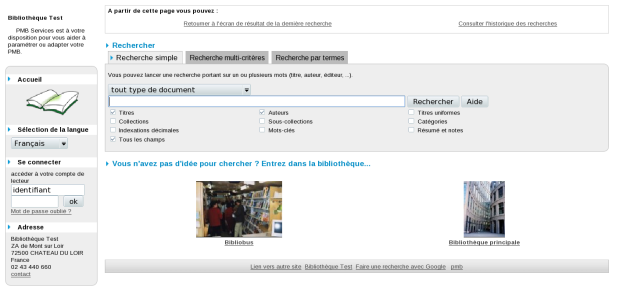 Bibliothèque Test
PMB Services est à votre
disposition pour vous aider à
paramétrer ou adapter votre
PMB.
Accueil
Sélection de la langue
Français
Se connecter
accéder à votre compte de
lecteur
identifiant
ok
Mot de passe oublié ?
Adresse
Bibliothèque Test
ZA de Mont sur Loir
72500 CHATEAU DU LOIR
France
02 43 440 660
contact
A partir de cette page vous pouvez :
Retourner à l'écran de résultat de la dernière recherche
Consulter l'historique des recherches
Rechercher
Recherche simple Recherche multi-critères Recherche par termes
Vous pouvez lancer une recherche portant sur un ou plusieurs mots (titre, auteur, éditeur, ...).
tout type de document
Rechercher Aide
Titres Auteurs Titres uniformes
Collections Sous-collections Catégories
Indexations décimales Mots-clés Résumé et notes
Tous les champs
Vous n'avez pas d'idée pour chercher ? Entrez dans la bibliothèque...
Bibliobus Bibliothèque principale
Lien vers autre site Bibliothèque Test Faire une recherche avec Google pmb